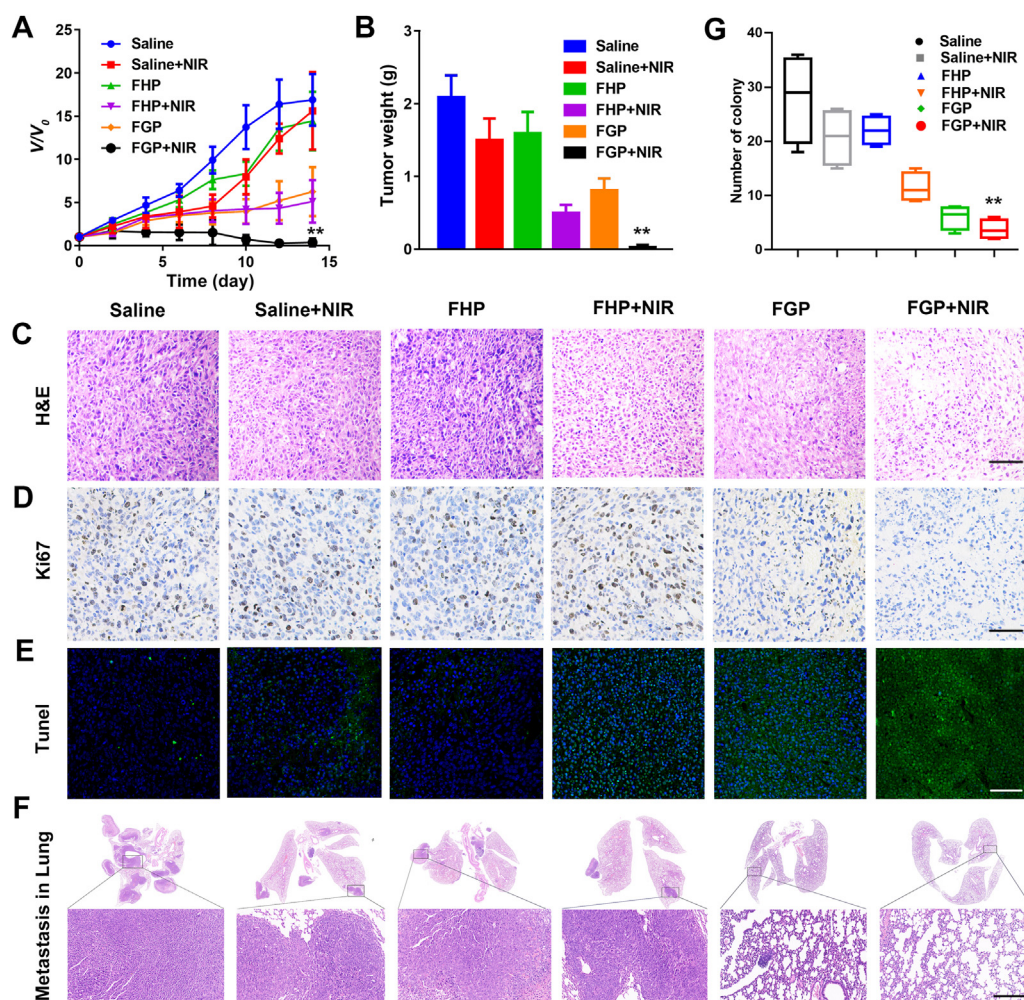 A
25
20
15
10
5
0
V/V0
0
5
10
15
Time (day)
Saline
Saline+NIR
FHP
FHP+NIR
FGP
FGP+NIR
**
B
3
2
1
0
Tumor weight (g)
Saline
Saline+NIR
FHP
FHP+NIR
FGP
FGP+NIR
**
G
40
30
20
10
0
Number of colony
Saline
Saline+NIR
FHP
FHP+NIR
FGP
FGP+NIR
**
Saline
Saline+NIR
FHP
FHP+NIR
FGP
FGP+NIR
C
H&E
D
Ki67
E
Tunel
F
Metastasis in Lung